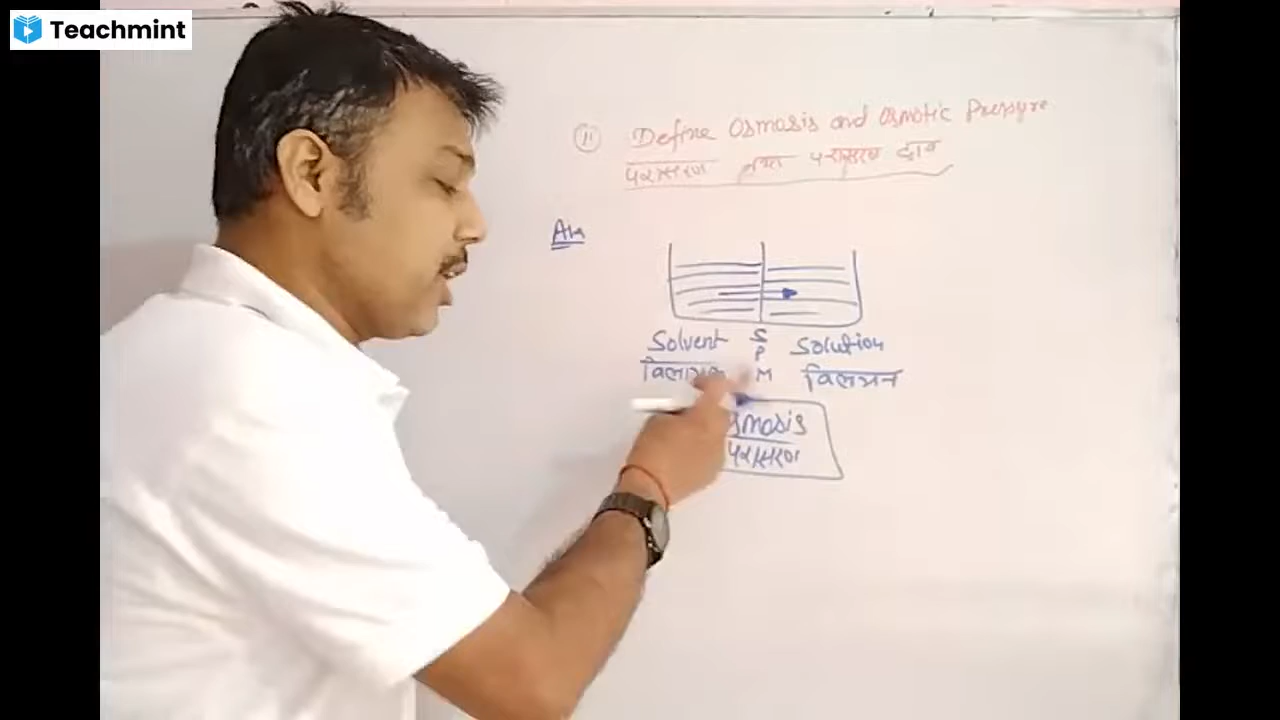 Teachmint
11 Define Osmosis and Osmotic Pressure
परासरण तथा परासरण दाब
Ans
Solvent S P M Solution
विलायक विलयन
Osmosis
परासरण